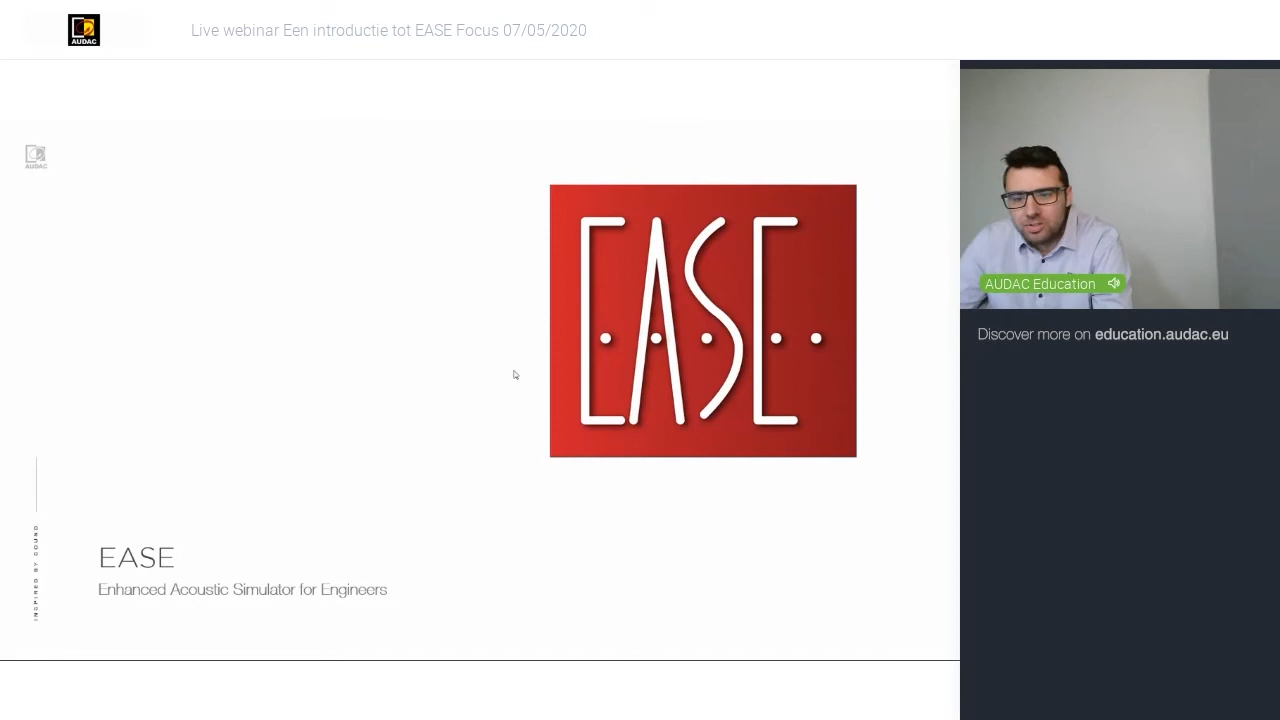 AUDAC
Live webinar Een introductie tot EASE Focus 07/05/2020
AUDAC
EASE
INSPIRED BY SOUND
EASE
Enhanced Acoustic Simulator for Engineers
AUDAC Education
Discover more on education.audac.eu